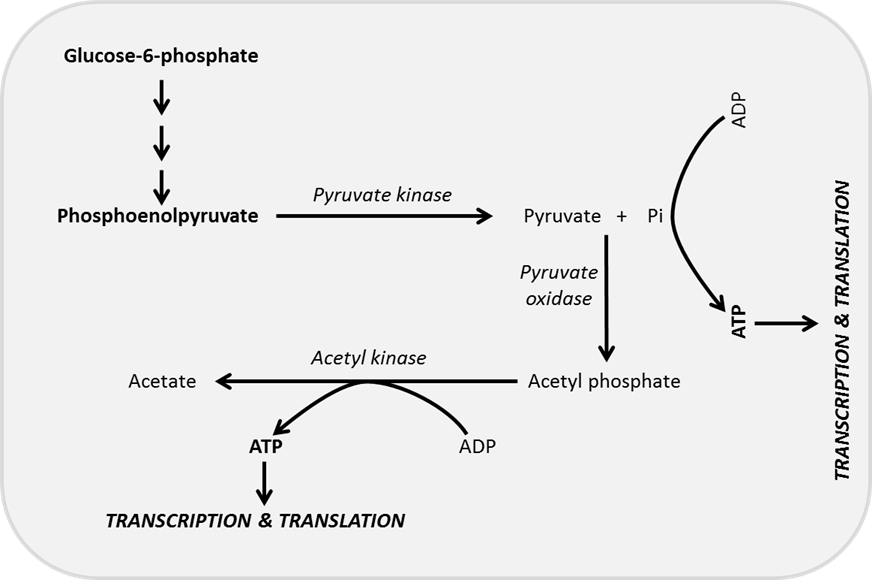 Glucose-6-phosphate
ADP
Pyruvate kinase
Phosphoenolpyruvate
Pyruvate + Pi
Pyruvate
oxidase
ATP
TRANSCRIPTION & TRANSLATION
Acetyl kinase
Acetate
Acetyl phosphate
ATP
ADP
TRANSCRIPTION & TRANSLATION